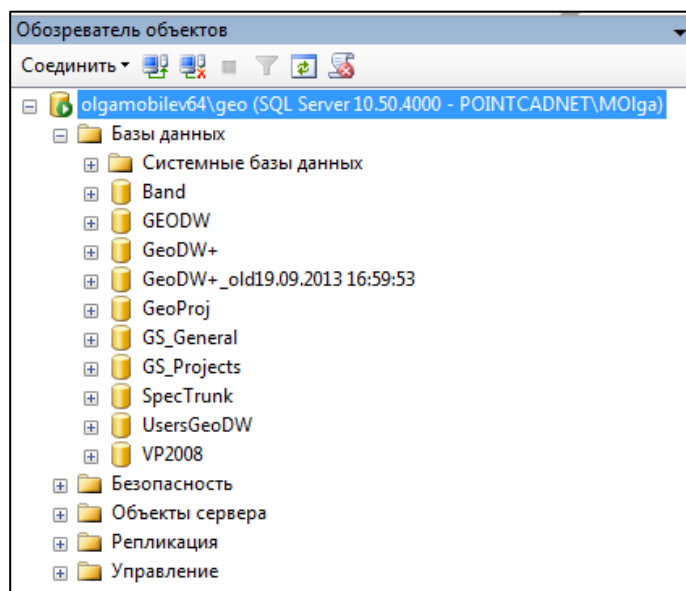 Обозреватель объектов
Соединить
olgamobilev64\geo (SQL Server 10.50.4000 - POINTCADNET\MOlga)
Базы данных
Системные базы данных
Band
GEODW
GeoDW+
GeoDW+_old19.09.2013 16:59:53
GeoProj
GS_General
GS_Projects
SpecTrunk
UsersGeoDW
VP2008
Безопасность
Объекты сервера
Репликация
Управление